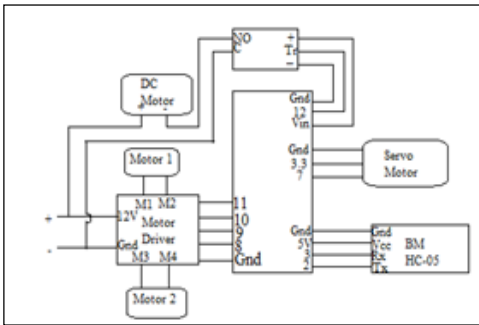 NO +
C Tr
-
DC
Motor
+ -
Gnd
12
Vin
Motor 1
Gnd
3.3
7
Servo
Motor
M1 M2
+ 12V
Motor
Driver
- Gnd
M3 M4
11
10
9
8
Gnd
Gnd
5V
3
2
Gnd
Vcc BM
Rx HC-05
Tx
Motor 2